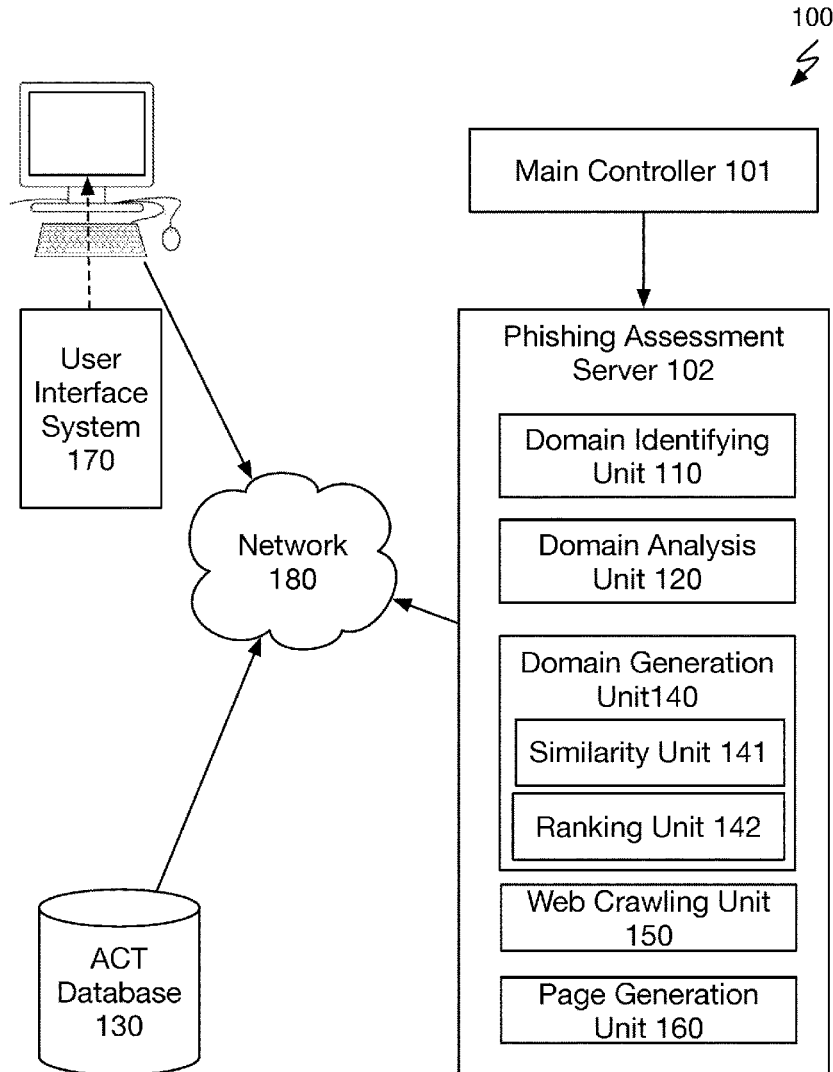 100
Main Controller 101
User
Interface
System
170
Phishing Assessment
Server 102
Domain Identifying
Unit 110
Domain Analysis
Unit 120
Network
180
Domain Generation
Unit140
Similarity Unit 141
Ranking Unit 142
Web Crawling Unit
150
ACT
Database
130
Page Generation
Unit 160